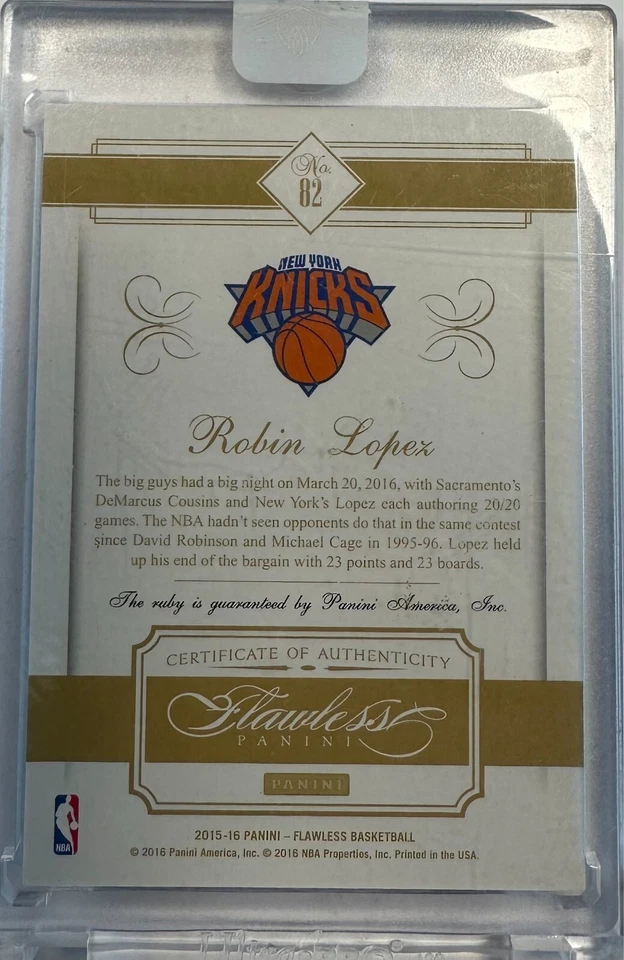 No.
82
NEW YORK
KNICKS
Robin Lopez
The big guys had a big night on March 20, 2016, with Sacramento's
DeMarcus Cousins and New York's Lopez each authoring 20/20
games. The NBA hadn't seen opponents do that in the same contest
since David Robinson and Michael Cage in 1995-96. Lopez held
up his end of the bargain with 23 points and 23 boards.
The ruby is guaranteed by Panini America, Inc.
CERTIFICATE OF AUTHENTICITY
Flawless
PANINI
PANINI
NBA
2015-16 PANINI – FLAWLESS BASKETBALL
© 2016 Panini America, Inc. © 2016 NBA Properties, Inc. Printed in the USA.